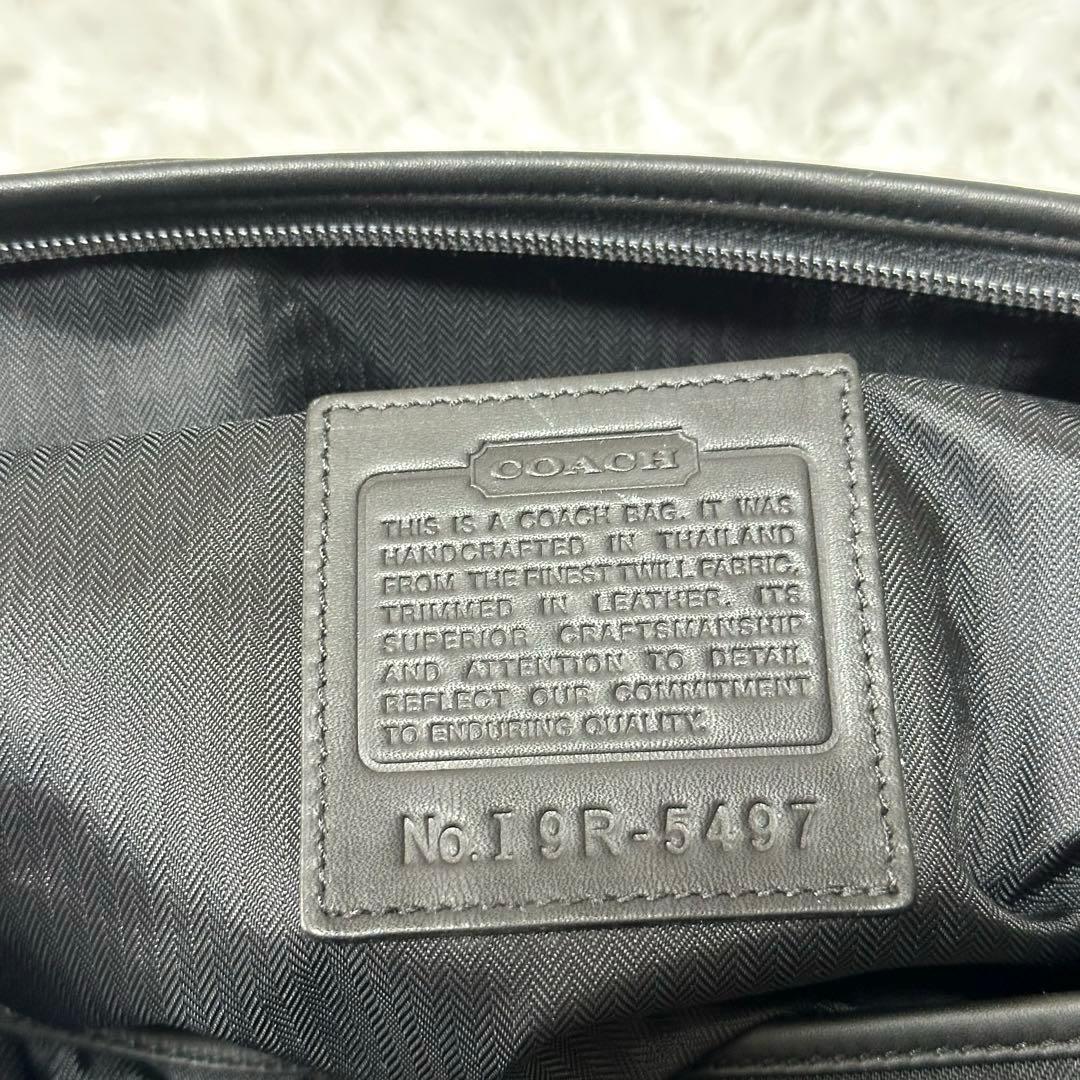 COACH
THIS IS A COACH BAG. IT WAS
HANDCRAFTED IN THAILAND
FROM THE FINEST TWILL FABRIC,
TRIMMED IN LEATHER. ITS
SUPERIOR CRAFTSMANSHIP
AND ATTENTION TO DETAIL
REFLECT OUR COMMITMENT
TO ENDURING QUALITY.
No.I9R-5497